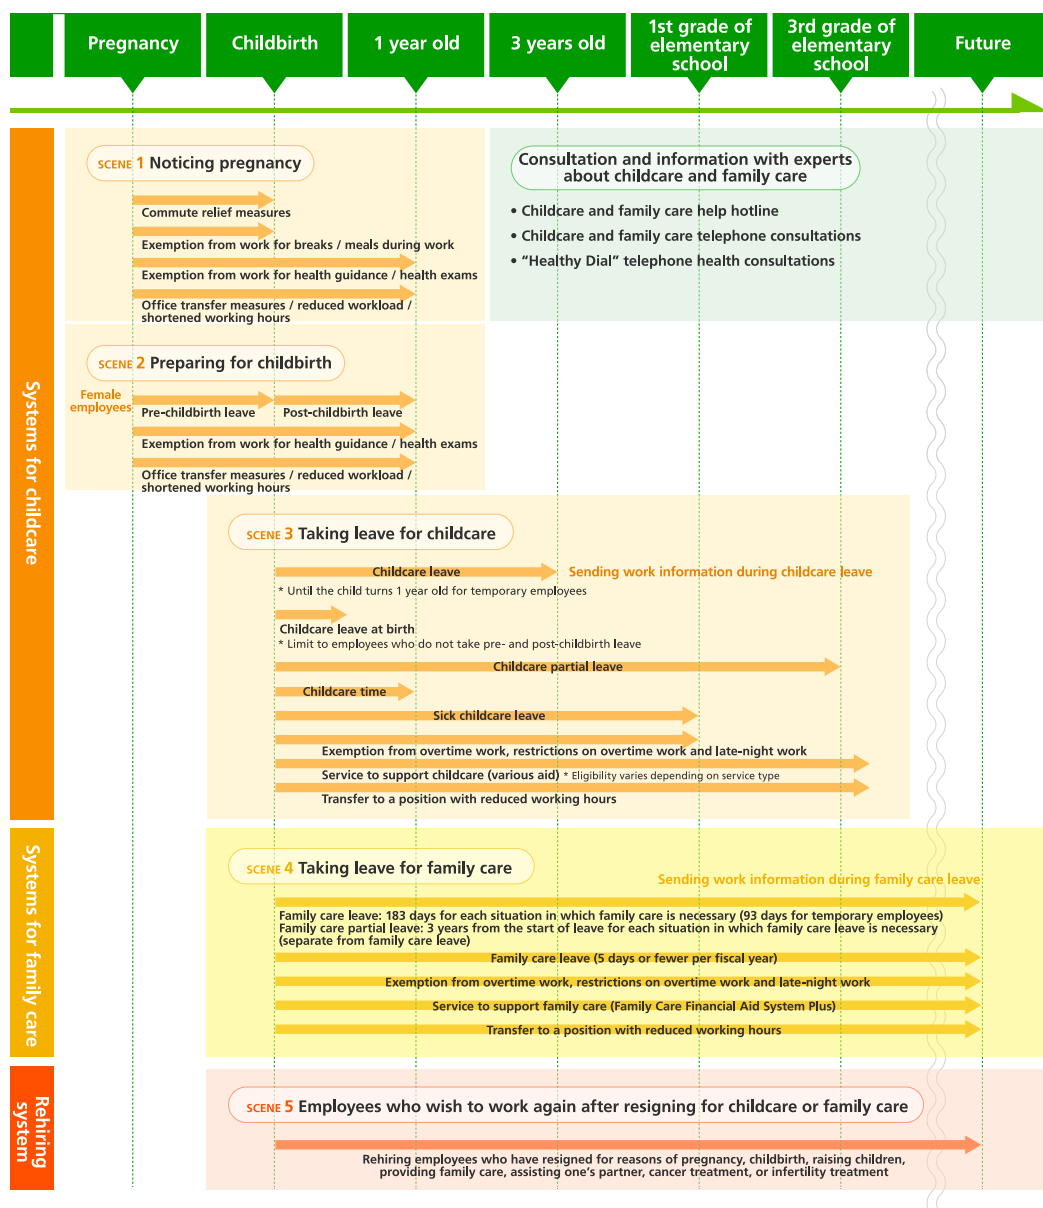 Pregnancy
Childbirth
1 year old
3 years old
1st grade of
elementary
school
3rd grade of
elementary
school
Future
Systems for childcare
SCENE 1 Noticing pregnancy
Commute relief measures
Exemption from work for breaks / meals during work
Exemption from work for health guidance / health exams
Office transfer measures / reduced workload /
shortened working hours
Consultation and information with experts
about childcare and family care
• Childcare and family care help hotline
• Childcare and family care telephone consultations
• “Healthy Dial” telephone health consultations
SCENE 2 Preparing for childbirth
Female
employees
Pre-childbirth leave
Post-childbirth leave
Exemption from work for health guidance / health exams
Office transfer measures / reduced workload /
shortened working hours
SCENE 3 Taking leave for childcare
Childcare leave
Sending work information during childcare leave
* Until the child turns 1 year old for temporary employees
Childcare leave at birth
* Limit to employees who do not take pre- and post-childbirth leave
Childcare partial leave
Childcare time
Sick childcare leave
Exemption from overtime work, restrictions on overtime work and late-night work
Service to support childcare (various aid) * Eligibility varies depending on service type
Transfer to a position with reduced working hours
Systems for family care
SCENE 4 Taking leave for family care
Sending work information during family care leave
Family care leave: 183 days for each situation in which family care is necessary (93 days for temporary employees)
Family care partial leave: 3 years from the start of leave for each situation in which family care leave is necessary
(separate from family care leave)
Family care leave (5 days or fewer per fiscal year)
Exemption from overtime work, restrictions on overtime work and late-night work
Service to support family care (Family Care Financial Aid System Plus)
Transfer to a position with reduced working hours
Rehiring
system
SCENE 5 Employees who wish to work again after resigning for childcare or family care
Rehiring employees who have resigned for reasons of pregnancy, childbirth, raising children,
providing family care, assisting one’s partner, cancer treatment, or infertility treatment